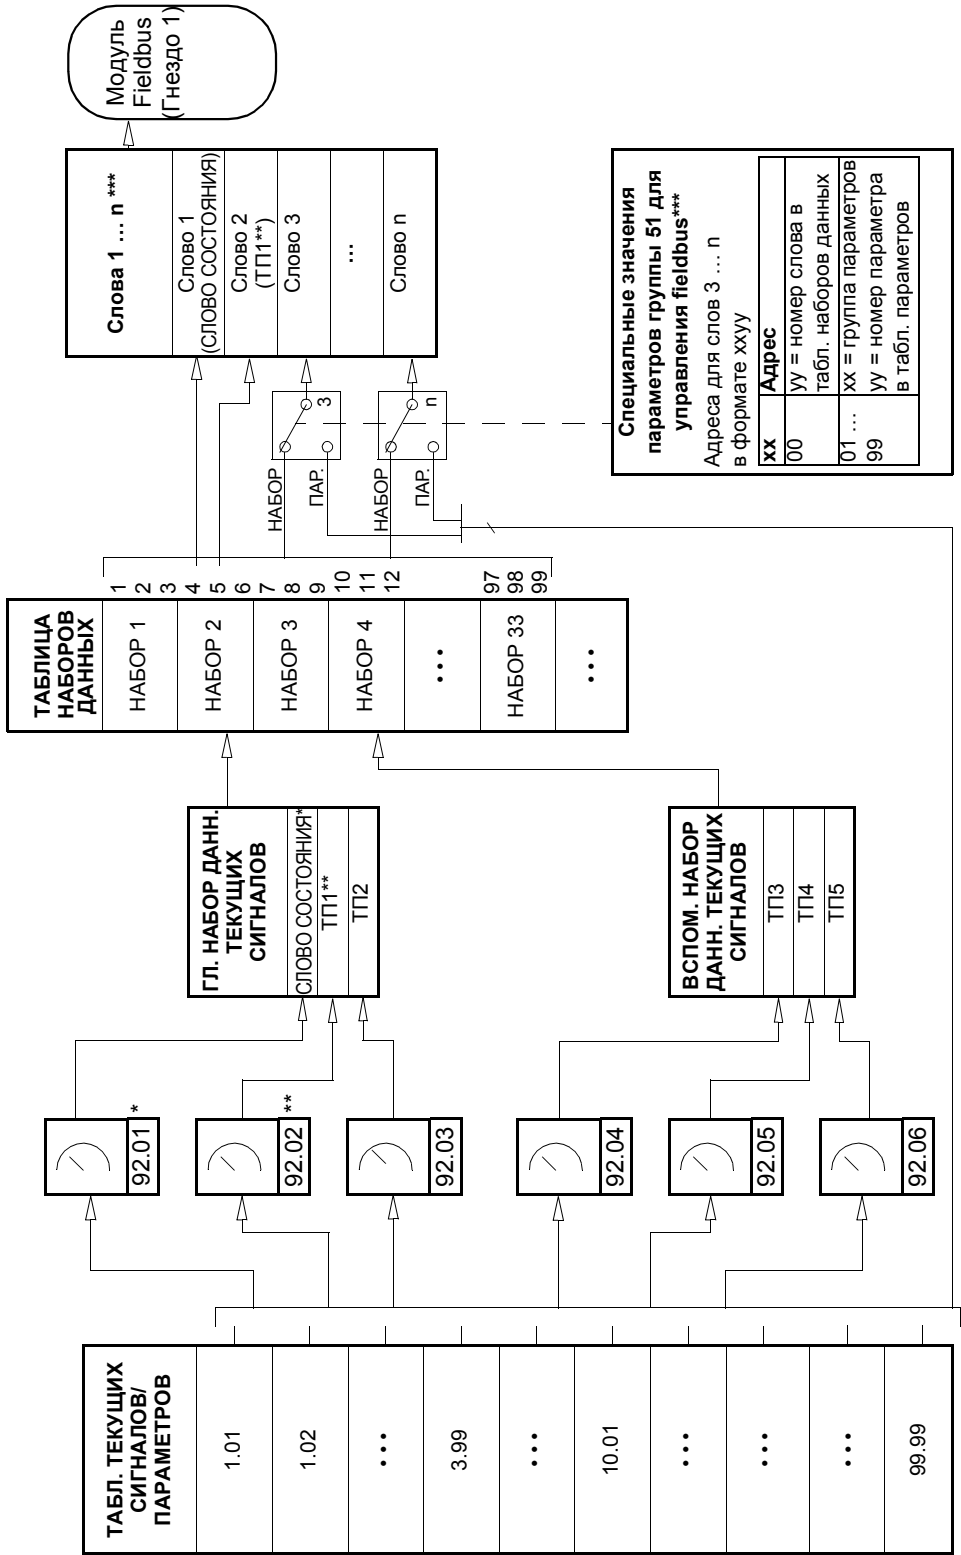 ТАБЛ. ТЕКУЩИХ
СИГНАЛОВ/
ПАРАМЕТРОВ
1.01
1.02
...
3.99
...
10.01
...
...
...
99.99
92.01
*
92.02
**
92.03
92.04
92.05
92.06
ГЛ. НАБОР ДАНН.
ТЕКУЩИХ
СИГНАЛОВ
СЛОВО СОСТОЯНИЯ*
ТП1**
ТП2
ВСПОМ. НАБОР
ДАНН. ТЕКУЩИХ
СИГНАЛОВ
ТП3
ТП4
ТП5
ТАБЛИЦА
НАБОРОВ
ДАННЫХ
НАБОР 1
НАБОР 2
НАБОР 3
НАБОР 4
...
НАБОР 33
...
1
2
3
4
5
6
7
8
9
10
11
12
97
98
99
НАБОР
ПАР.
3
НАБОР
ПАР.
n
Слова 1 ... n ***
Слово 1
(СЛОВО СОСТОЯНИЯ)
Слово 2
(ТП1**)
Слово 3
...
Слово n
Модуль
Fieldbus
(Гнездо 1)
Специальные значения
параметров группы 51 для
управления fieldbus***
Адреса для слов 3 ... n
в формате xxyy
xx Адрес
00 yy = номер слова в
табл. наборов данных
01 ... xx = группа параметров
99 yy = номер параметра
в табл. параметров